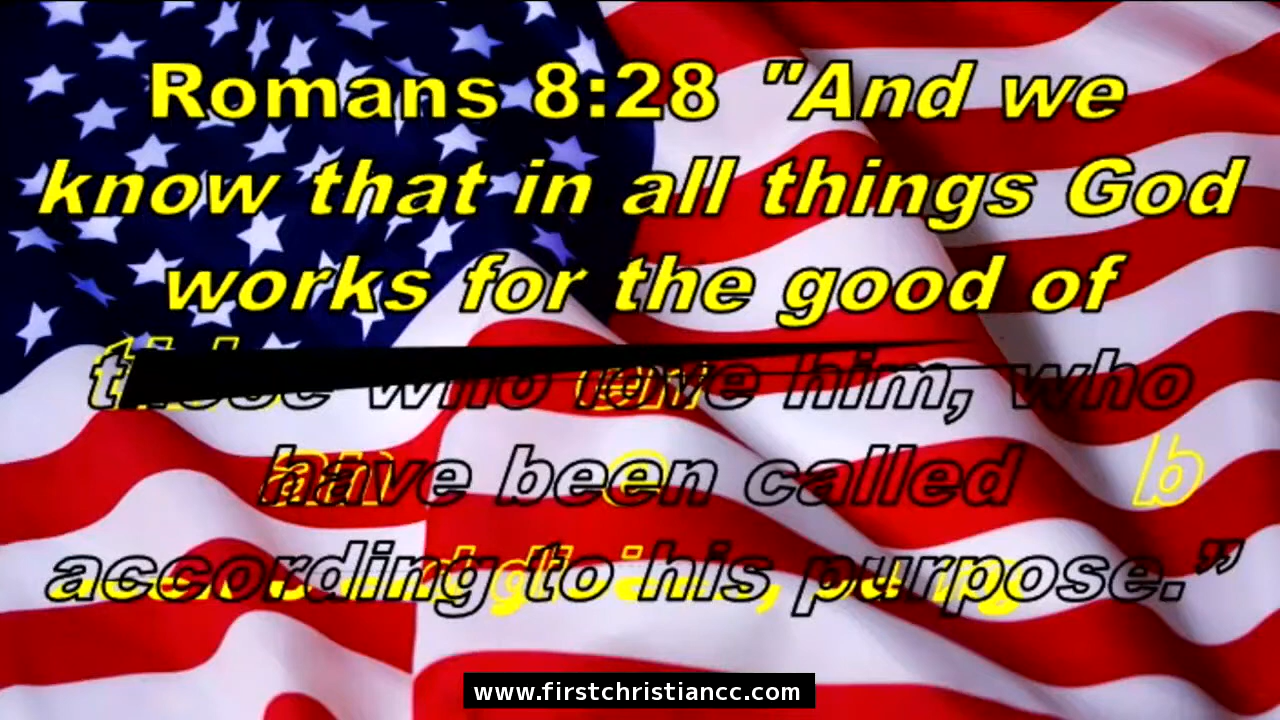 Romans 8:28 "And we
know that in all things God
works for the good of
those who love him, who
have been called
according to his purpose.”
www.firstchristiancc.com